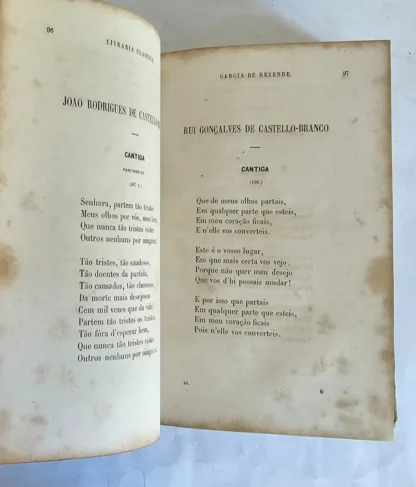 96
LIVRARIA CLASSICA
JOAO RODRIGUES DE
CANTIGA
Senhora, partem tão tristes
Meus olhos por vós, meu
Que nunca tão tristes vistes
Outros nenhuns por
Tão tristes, tão saudosos,
Tão doentes da partida,
Tão cansados, tão chorosos,
Da morte mais desejosos
Cem mil vezes que da vida.
Partem tão tristes os tristes,
Tão fóra d'esperar bem,
Que nunca tão tristes vistes
Outros nenhuns por
GARCIA DE REZENDE.
97
RUI GONÇALVES DE CASTELLO-BRANCO
CANTIGA
Que de meus olhos partais,
Em qualquer parte que esteis,
Em meu coração ficais,
E n'elle vos converteis.
Este é o vosso lugar,
Em que mais certa vos vejo,
Porque não quer meu desejo
Que vos d'hi possais mudar!
E por isso que partais
Em qualquer parte que esteis,
Em meu coração ficais
Pois n'elle vos converteis,
6